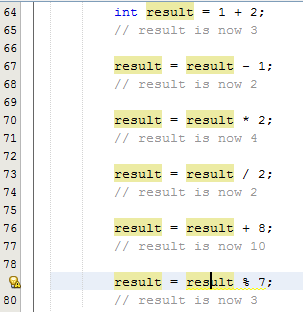 64 int result = 1 + 2;
65 // result is now 3
66
67 result = result - 1;
68 // result is now 2
69
70 result = result * 2;
71 // result is now 4
72
73 result = result / 2;
74 // result is now 2
75
76 result = result + 8;
77 // result is now 10
78
result = result % 7;
80 // result is now 3